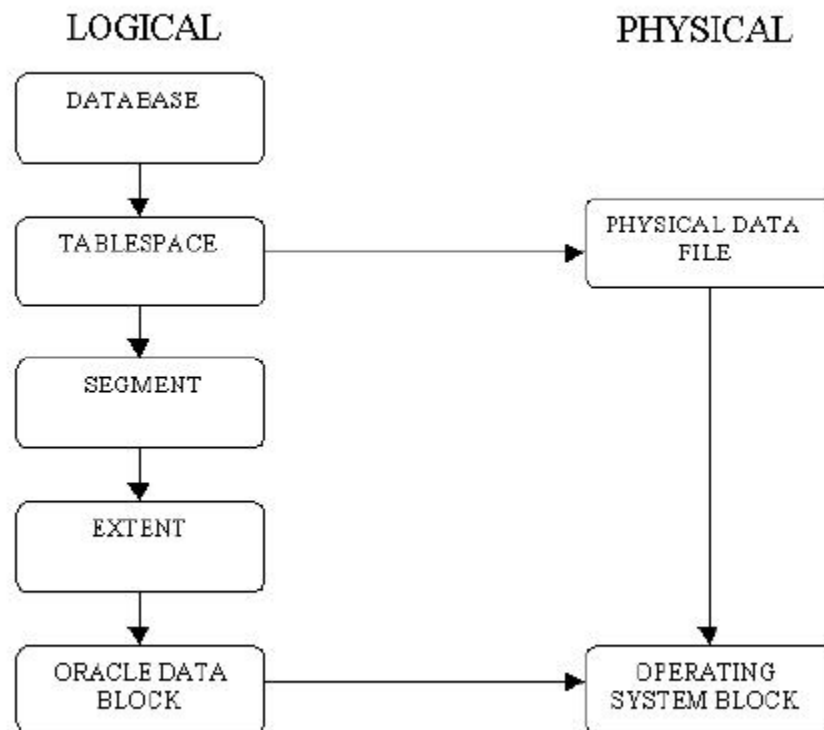 LOGICAL
PHYSICAL
DATABASE
TABLESPACE
PHYSICAL DATA
FILE
SEGMENT
EXTENT
ORACLE DATA
BLOCK
OPERATING
SYSTEM BLOCK